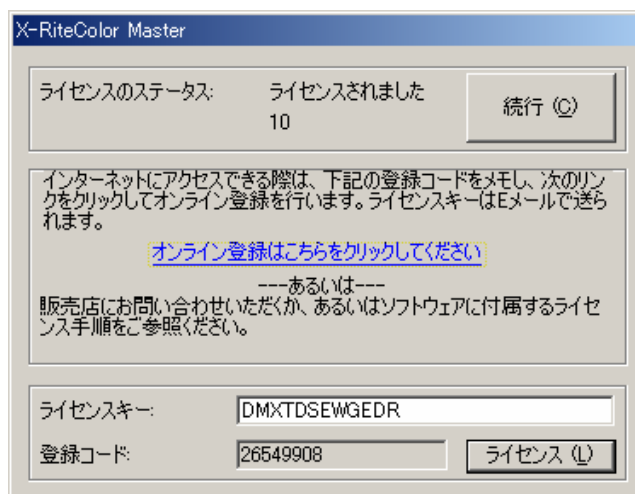 X-RiteColor Master
ライセンスのステータス: ライセンスされました
10
続行 (C)
インターネットにアクセスできる際は、下記の登録コードをメモし、次のリン
クをクリックしてオンライン登録を行います。ライセンスキーはEメールで送ら
れます。
オンライン登録はこちらをクリックしてください
---あるいは---
販売店にお問い合わせいただくか、あるいはソフトウェアに付属するライセ
ンス手順をご参照ください。
ライセンスキー: DMXTDSEWGEDR
登録コード: 26549908
ライセンス (L)